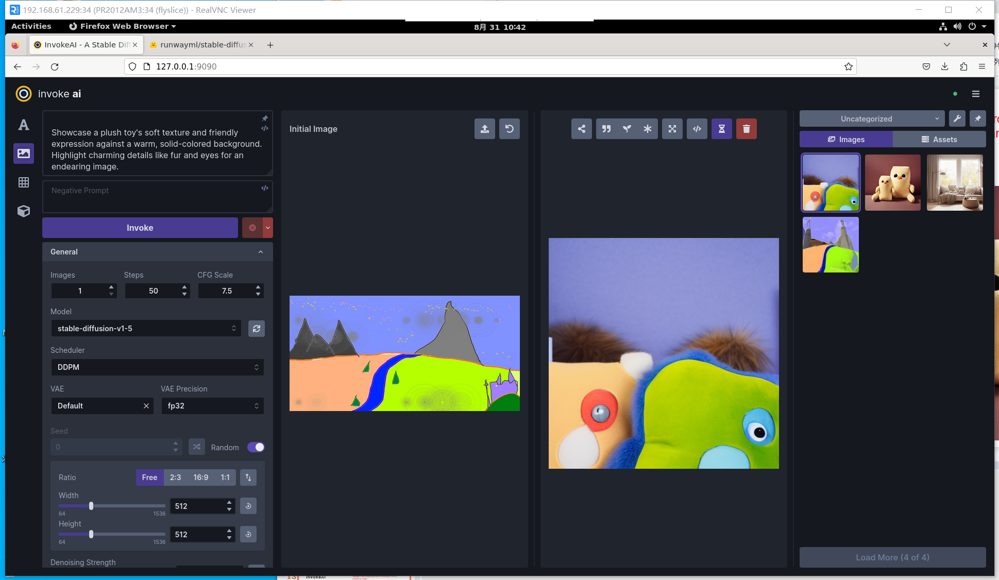 192.168.61.229:34 (PR2012AM3:34 (flyslice)) - RealVNC Viewer
Activities
Firefox Web Browser
8月 31 10:42
InvokeAI - A Stable Diff
runwayml/stable-diffus
127.0.0.1:9090
invoke ai
Showcase a plush toy's soft texture and friendly
expression against a warm, solid-colored background.
Highlight charming details like fur and eyes for an
endearing image.
Negative Prompt
Invoke
General
Images
Steps
CFG Scale
1
50
7.5
Model
stable-diffusion-v1-5
Scheduler
DDPM
VAE
VAE Precision
Default
fp32
Seed
0
Random
Ratio
Free
2:3
16:9
1:1
Width
512
64
1536
Height
512
64
1536
Denoising Strength
Initial Image
Uncategorized
Images
Assets
Load More (4 of 4)
InvokeAI